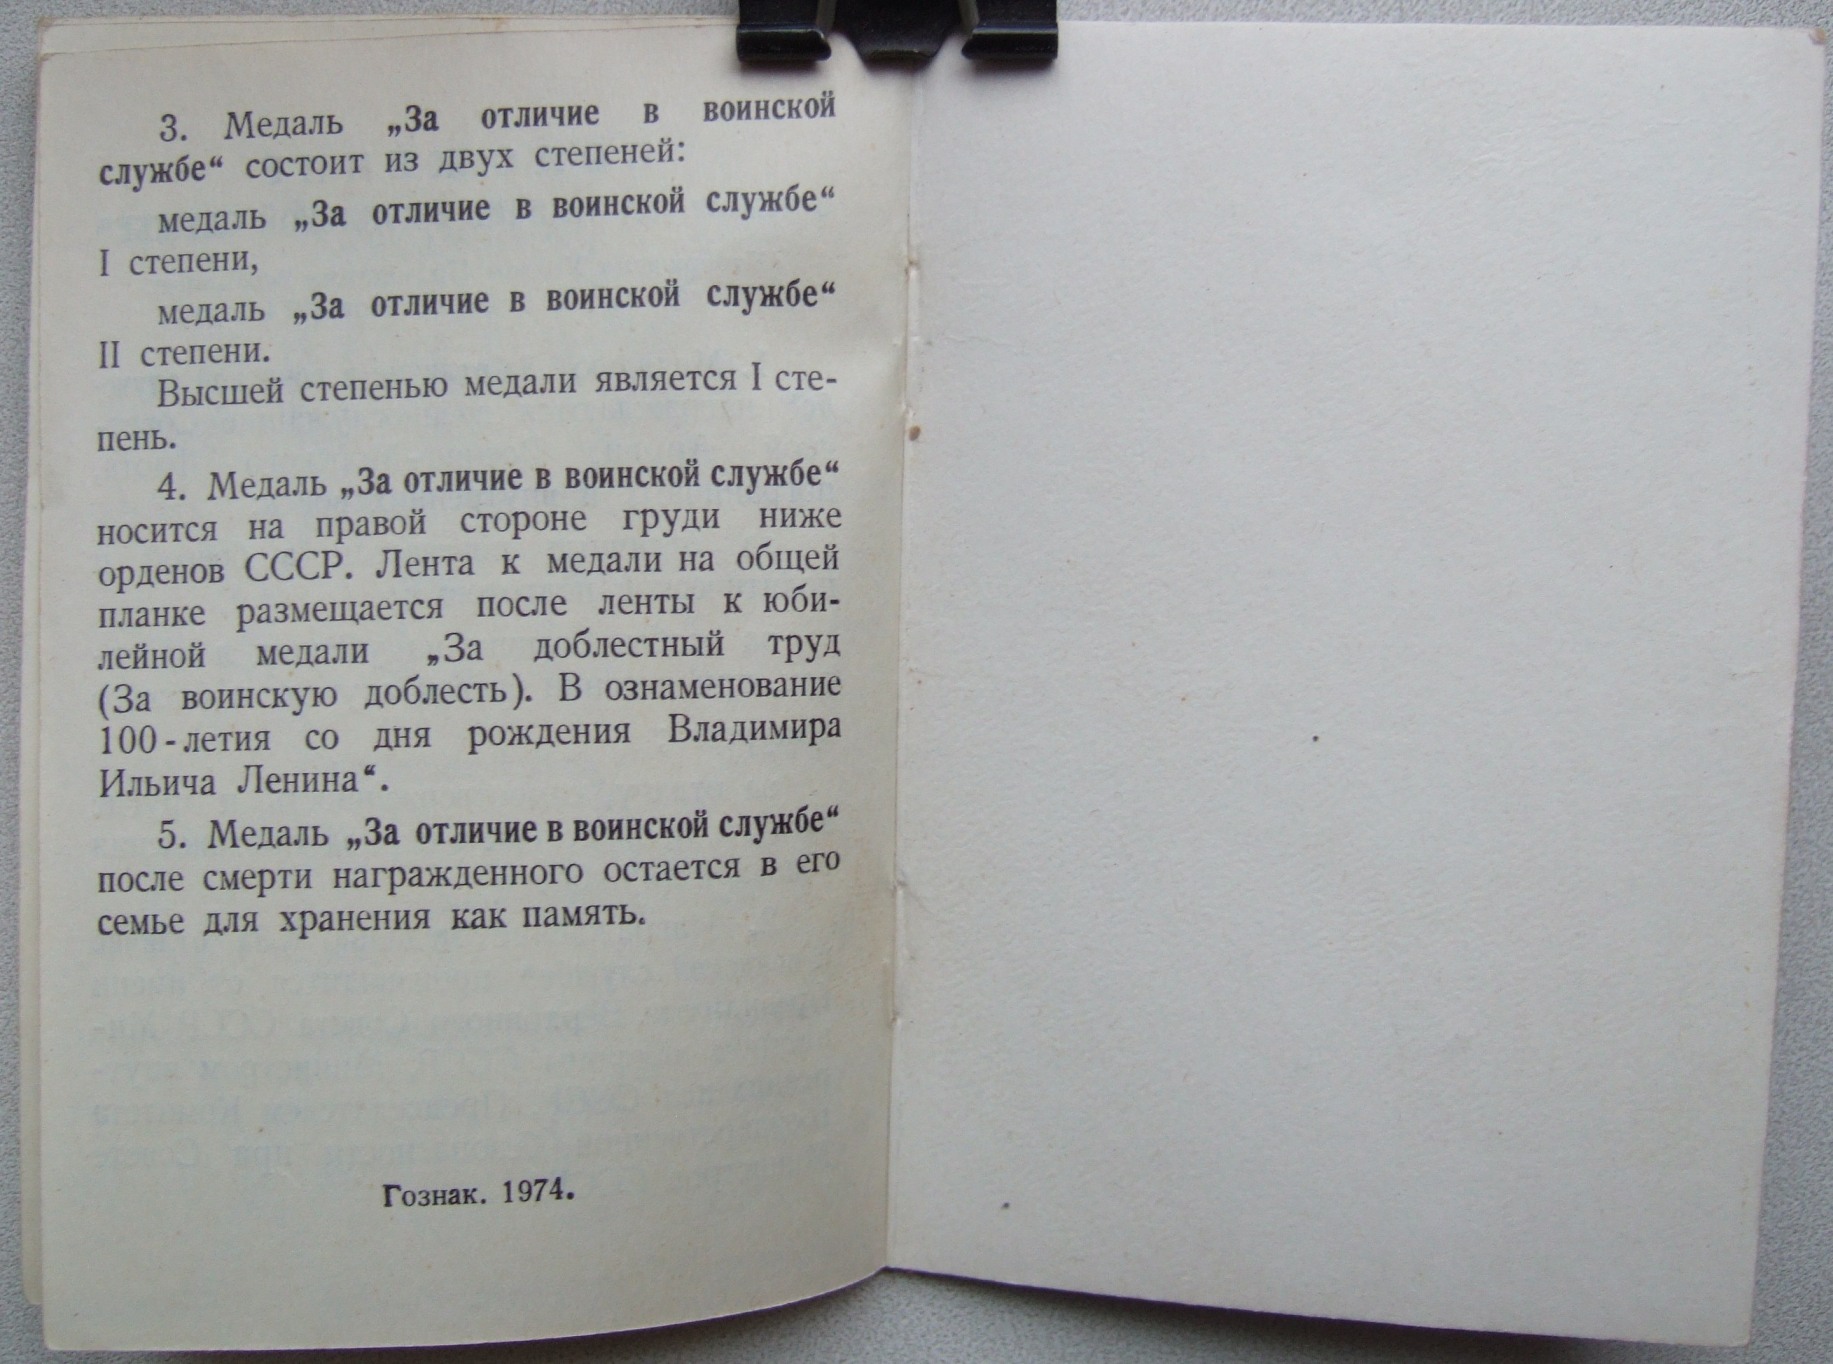 3. Медаль „За отличие в воинской
службе“ состоит из двух степеней:
медаль „За отличие в воинской службе“
I степени,
медаль „За отличие в воинской службе“
II степени.
Высшей степенью медали является I сте-
пень.
4. Медаль „За отличие в воинской службе“
носится на правой стороне груди ниже
орденов СССР. Лента к медали на общей
планке размещается после ленты к юби-
лейной медали „За доблестный труд
(За воинскую доблесть). В ознаменование
100-летия со дня рождения Владимира
Ильича Ленина“.
5. Медаль „За отличие в воинской службе“
после смерти награжденного остается в его
семье для хранения как память.
Гознак. 1974.